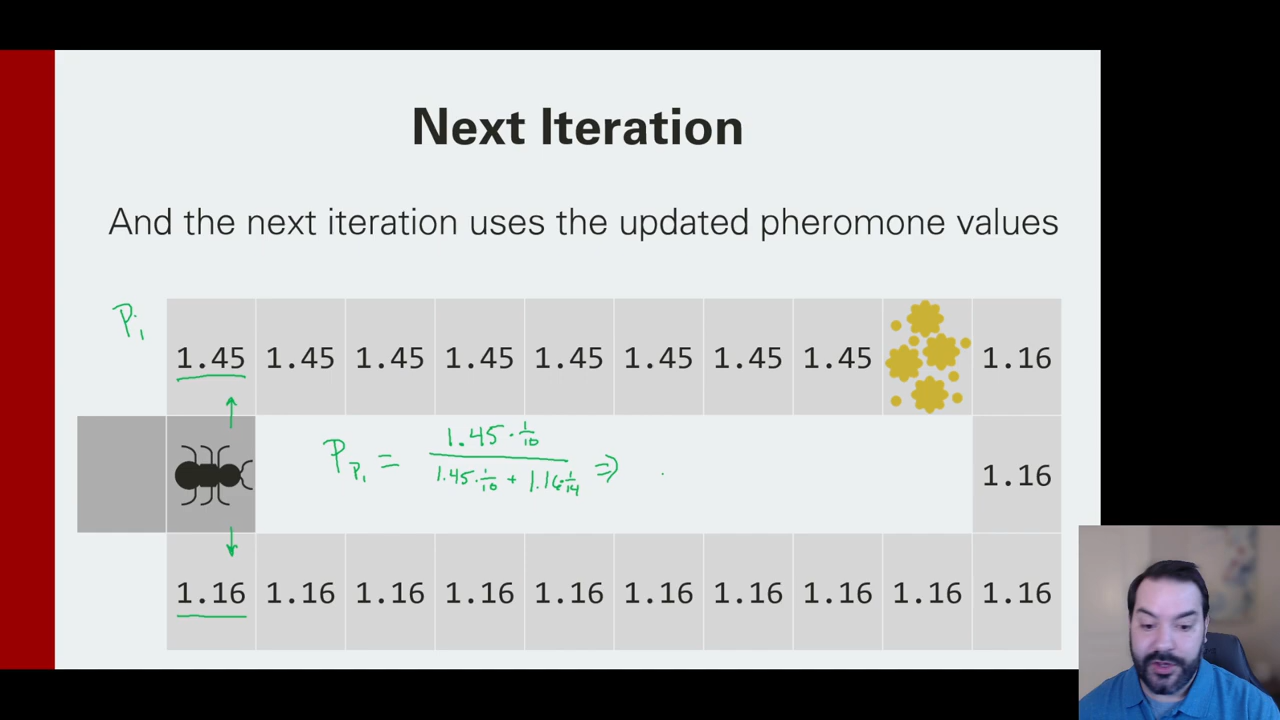 Next Iteration
And the next iteration uses the updated pheromone values
P1
1.45 1.45 1.45 1.45 1.45 1.45 1.45 1.45 1.16
PP1 = 1.45 · 1/10 / 1.45 · 1/10 + 1.16 · 1/14 ⇒
1.16
1.16 1.16 1.16 1.16 1.16 1.16 1.16 1.16 1.16 1.16